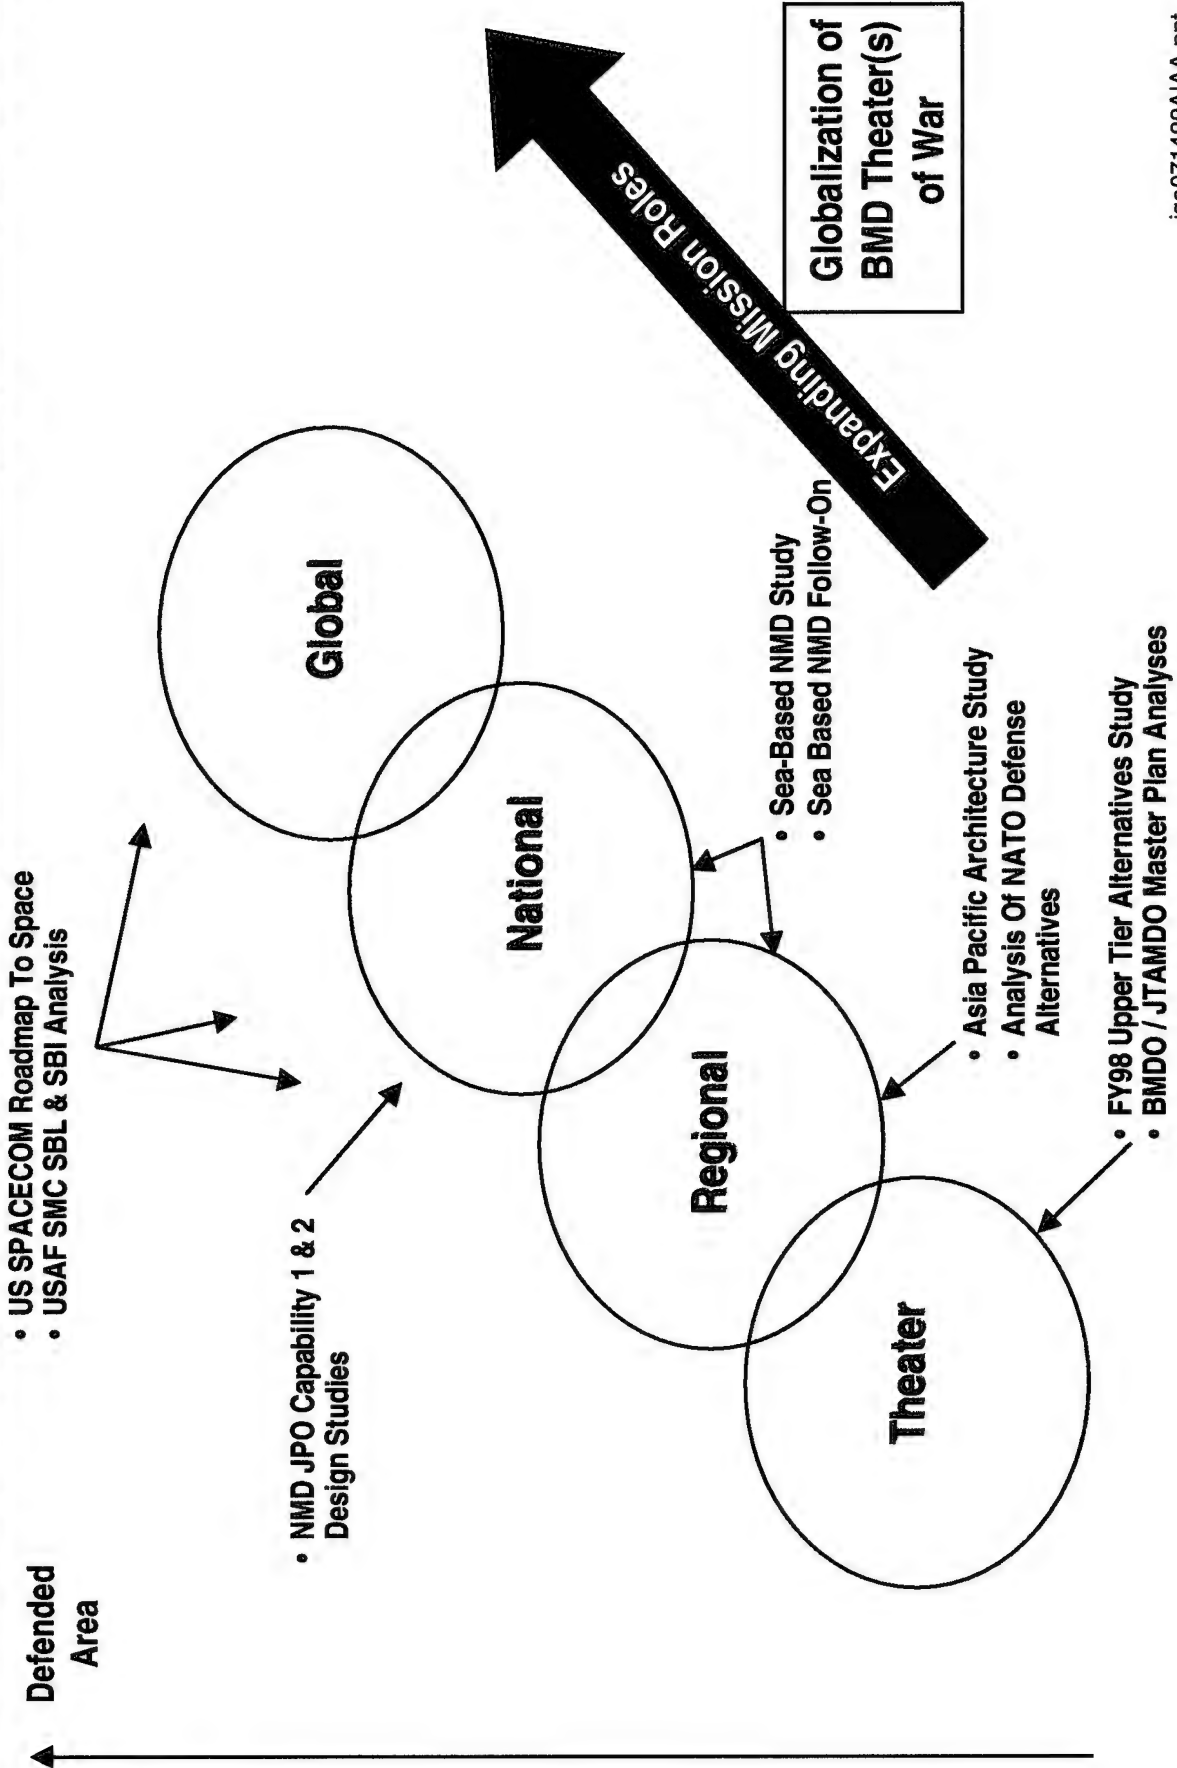 Defended
Area
• US SPACECOM Roadmap To Space
• USAF SMC SBL & SBI Analysis
• NMD JPO Capability 1 & 2
Design Studies
Global
National
Regional
Theater
• Sea-Based NMD Study
• Sea Based NMD Follow-On
• Asia Pacific Architecture Study
• Analysis Of NATO Defense
Alternatives
• FY98 Upper Tier Alternatives Study
• BMDO / JTAMDO Master Plan Analyses
Expanding Mission Roles
Globalization of
BMD Theater(s)
of War